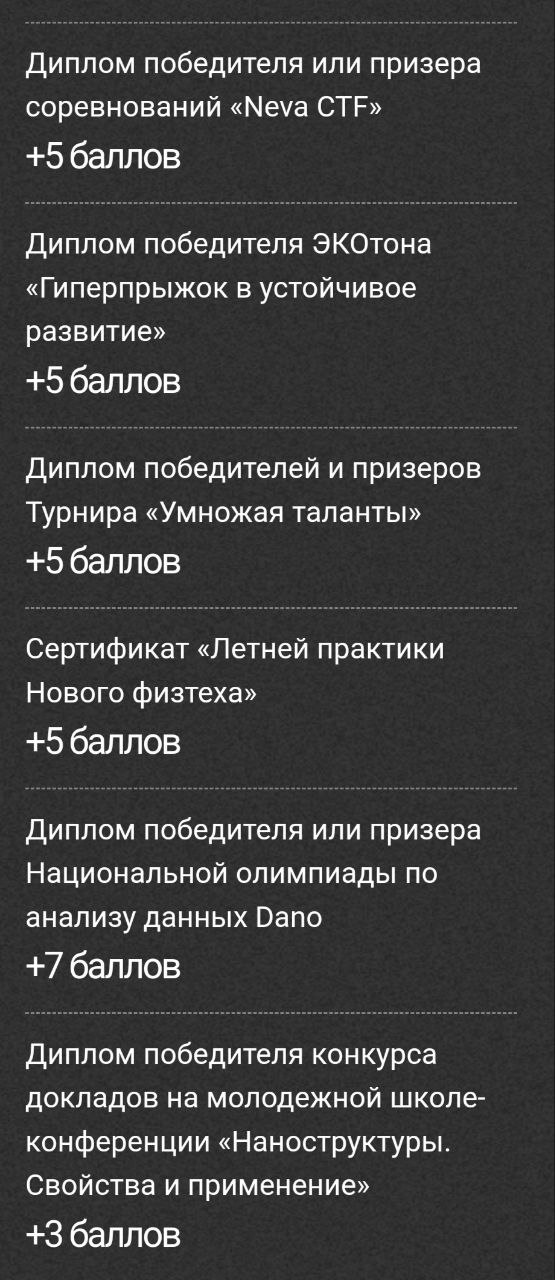 Диплом победителя или призера
соревнований «Neva CTF»
+5 баллов
Диплом победителя ЭКОтона
«Гиперпрыжок в устойчивое
развитие»
+5 баллов
Диплом победителей и призеров
Турнира «Умножая таланты»
+5 баллов
Сертификат «Летней практики
Нового физтеха»
+5 баллов
Диплом победителя или призера
Национальной олимпиады по
анализу данных Dano
+7 баллов
Диплом победителя конкурса
докладов на молодежной школе-
конференции «Наноструктуры.
Свойства и применение»
+3 баллов